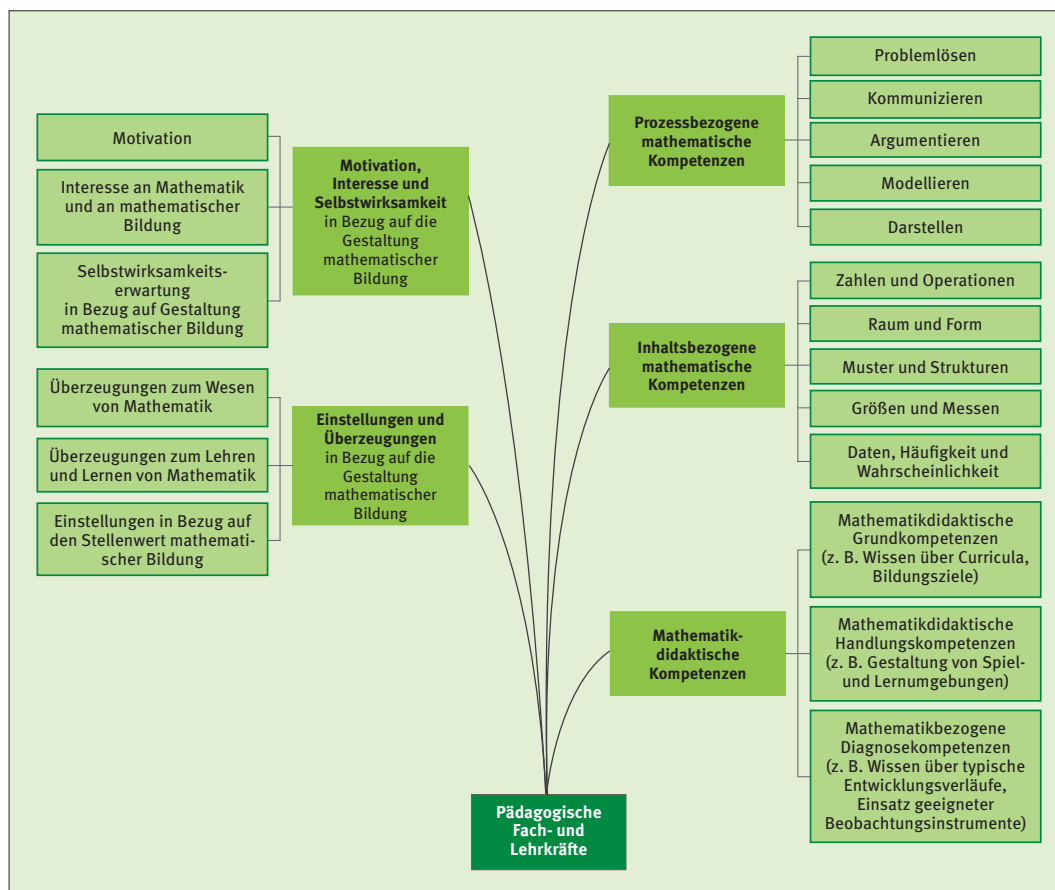 Motivation
Interesse an Mathematik
und an mathematischer
Bildung
Selbstwirksamkeits-
erwartung
in Bezug auf Gestaltung
mathematischer Bildung
Motivation,
Interesse und
Selbstwirksamkeit
in Bezug auf die
Gestaltung
mathematischer
Bildung
Überzeugungen zum Wesen
von Mathematik
Überzeugungen zum Lehren
und Lernen von Mathematik
Einstellungen in Bezug auf
den Stellenwert mathemati-
scher Bildung
Einstellungen und
Überzeugungen
in Bezug auf die
Gestaltung
mathematischer
Bildung
Prozessbezogene
mathematische
Kompetenzen
Problemlösen
Kommunizieren
Argumentieren
Modellieren
Darstellen
Inhaltsbezogene
mathematische
Kompetenzen
Zahlen und Operationen
Raum und Form
Muster und Strukturen
Größen und Messen
Daten, Häufigkeit und
Wahrscheinlichkeit
Mathematik-
didaktische
Kompetenzen
Mathematikdidaktische
Grundkompetenzen
(z. B. Wissen über Curricula,
Bildungsziele)
Mathematikdidaktische
Handlungskompetenzen
(z. B. Gestaltung von Spiel-
und Lernumgebungen)
Mathematikbezogene
Diagnosekompetenzen
(z. B. Wissen über typische
Entwicklungsverläufe,
Einsatz geeigneter
Beobachtungsinstrumente)
Pädagogische
Fach- und
Lehrkräfte